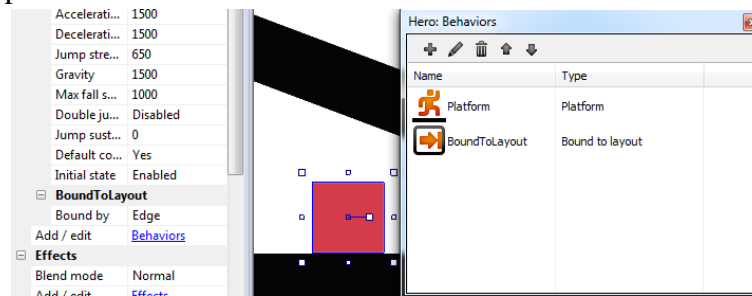 Accelerati... 1500
Decelerati... 1500
Jump stre... 650
Gravity 1500
Max fall s... 1000
Double ju... Disabled
Jump sust... 0
Default co... Yes
Initial state Enabled
BoundToLayout
Bound by Edge
Add / edit Behaviors
Effects
Blend mode Normal
Add / edit Effects
Hero: Behaviors
Name Type
Platform Platform
BoundToLayout Bound to layout